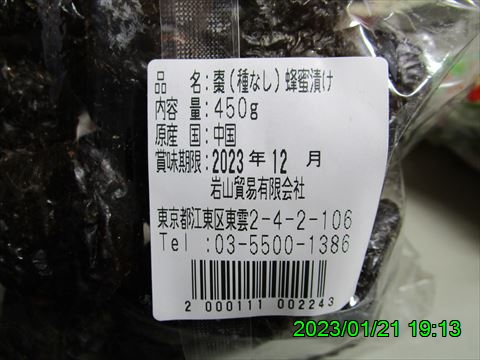 品 名:棗(種なし)蜂蜜漬け
内容 量:450g
原産 国:中国
賞味期限:2023年12 月
岩山貿易有限会社
東京都江東区東雲2-4-2-106
Tel :03-5500-1386
2 000111 002243
2023/01/21 19:13